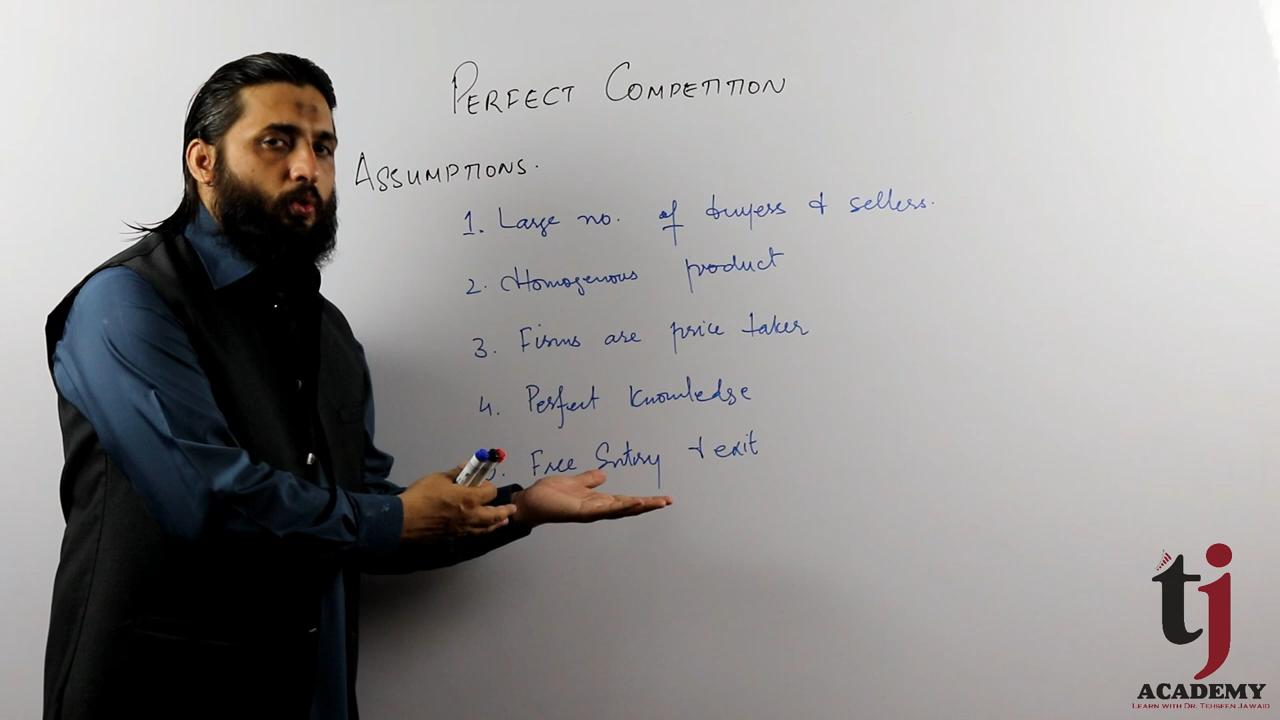 PERFECT COMPETITION
ASSUMPTIONS.
1. Large no. of buyers & sellers.
2. Homogenous product
3. Firms are price taker
4. Perfect Knowledge
5. Free Entry & exit
tj
ACADEMY
LEARN WITH DR. TEHSEEN JAWAID